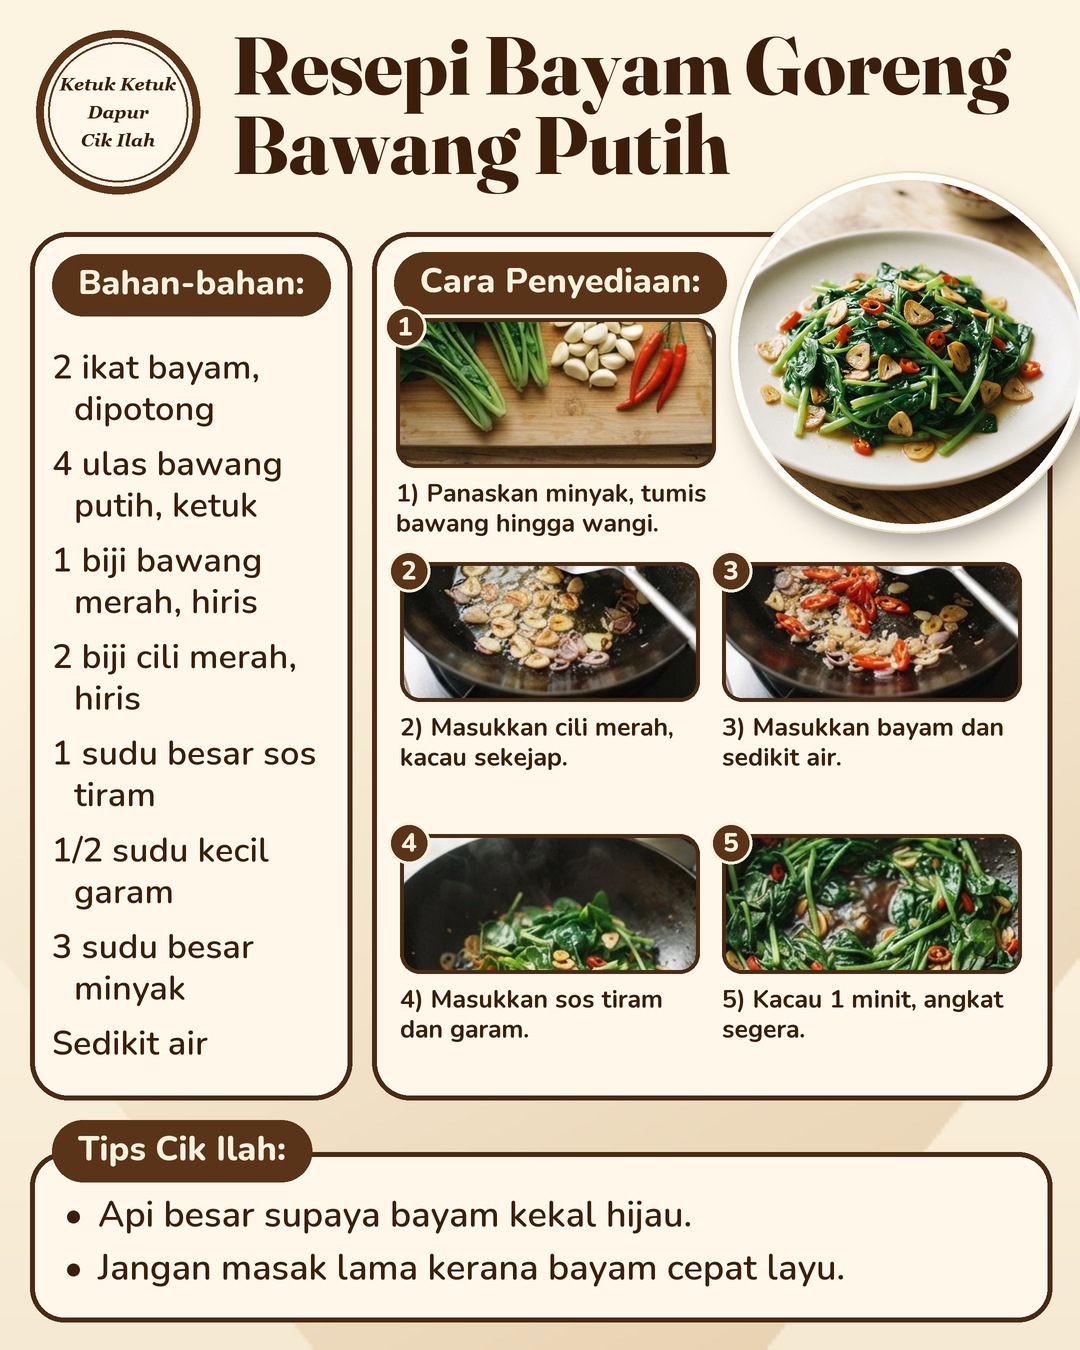 Ketuk Ketuk
Dapur
Cik Ilah
Resepi Bayam Goreng
Bawang Putih
Bahan-bahan:
2 ikat bayam,
dipotong
4 ulas bawang
putih, ketuk
1 biji bawang
merah, hiris
2 biji cili merah,
hiris
1 sudu besar sos
tiram
1/2 sudu kecil
garam
3 sudu besar
minyak
Sedikit air
Cara Penyediaan:
1
1) Panaskan minyak, tumis
bawang hingga wangi.
2
2) Masukkan cili merah,
kacau sekejap.
3
3) Masukkan bayam dan
sedikit air.
4
4) Masukkan sos tiram
dan garam.
5
5) Kacau 1 minit, angkat
segera.
Tips Cik Ilah:
• Api besar supaya bayam kekal hijau.
• Jangan masak lama kerana bayam cepat layu.